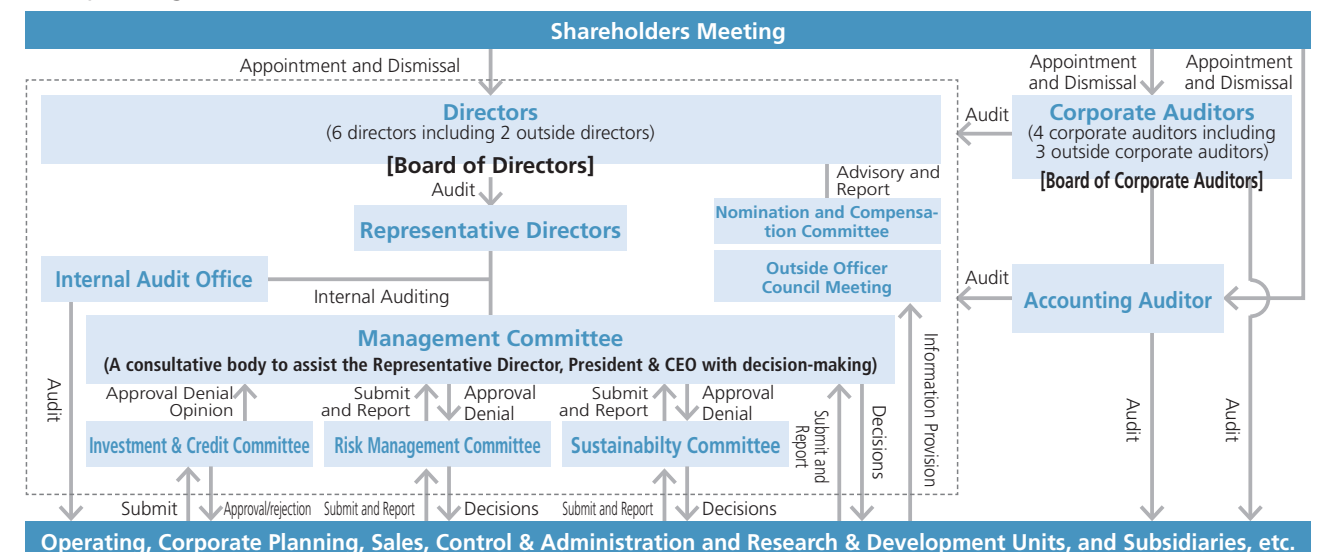 Shareholders Meeting
Appointment and Dismissal
Appointment
and Dismissal
Appointment
and Dismissal
Directors
(6 directors including 2 outside directors)
[Board of Directors]
Audit
Corporate Auditors
(4 corporate auditors including
3 outside corporate auditors)
[Board of Corporate Auditors]
Audit
Advisory and
Report
Representative Directors
Nomination and Compensa-
tion Committee
Internal Audit Office
Internal Auditing
Outside Officer
Council Meeting
Audit
Accounting Auditor
Management Committee
(A consultative body to assist the Representative Director, President & CEO with decision-making)
Audit
Approval Denial
Opinion
Submit
and Report
Approval
Denial
Submit
and Report
Approval
Denial
Submit and
Report
Decisions
Information Provision
Audit
Audit
Investment & Credit Committee
Risk Management Committee
Sustainabilty Committee
Submit
Approval/rejection
Submit and Report
Decisions
Submit and Report
Decisions
Operating, Corporate Planning, Sales, Control & Administration and Research & Development Units, and Subsidiaries, etc.